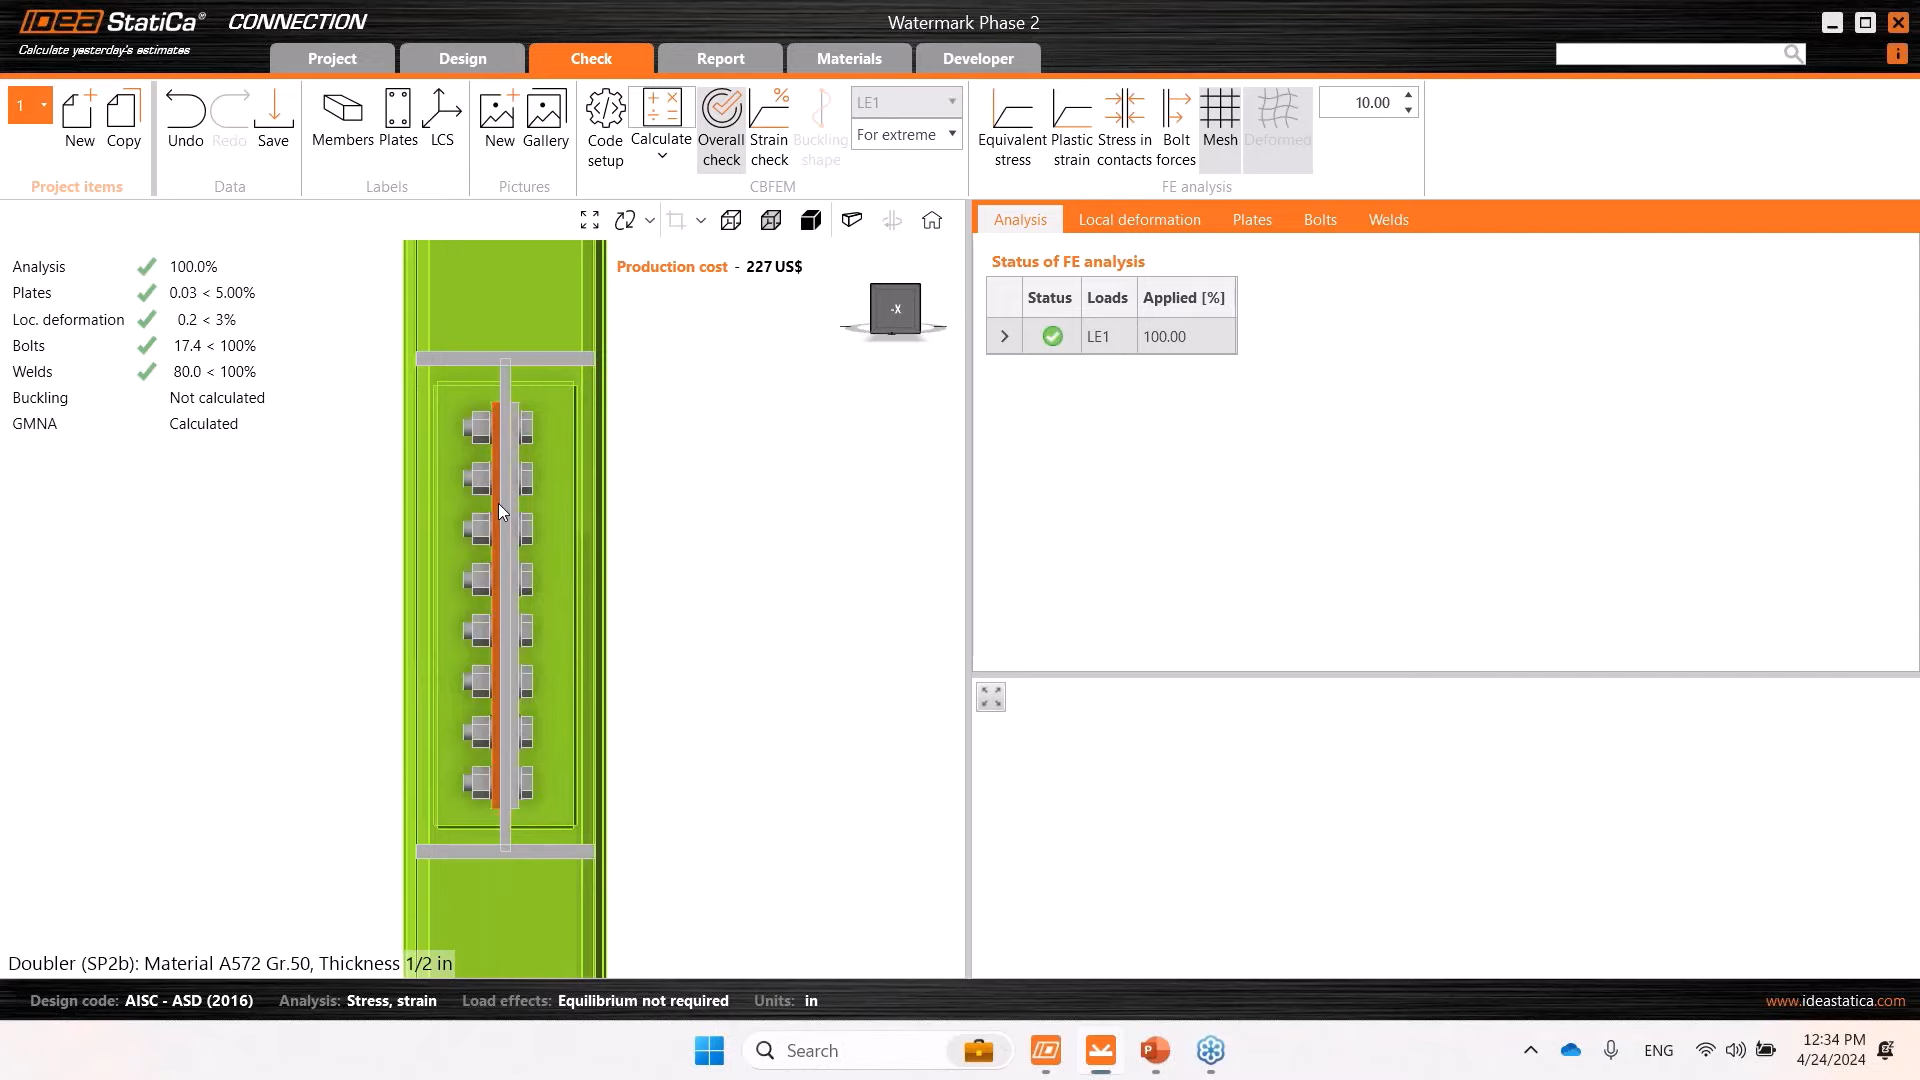 IDEA StatiCa® CONNECTION
Calculate yesterday's estimates
Watermark Phase 2
Project Design Check Report Materials Developer
1
New Copy
Project items
Undo Redo Save
Data
Members Plates LCS
Labels
New Gallery
Pictures
Code setup
Calculate
Overall check
Strain check
Buckling shape
LE1
For extreme
CBFEM
Equivalent stress
Plastic strain
Stress in contacts
Bolt forces
Mesh
Deformed
10.00
FE analysis
Analysis 100.0%
Plates 0.03 < 5.00%
Loc. deformation 0.2 < 3%
Bolts 17.4 < 100%
Welds 80.0 < 100%
Buckling Not calculated
GMNA Calculated
Production cost - 227 US$
-X
Doubler (SP2b): Material A572 Gr.50, Thickness 1/2 in
Analysis Local deformation Plates Bolts Welds
Status of FE analysis
Status Loads Applied [%]
LE1 100.00
Design code: AISC - ASD (2016) Analysis: Stress, strain Load effects: Equilibrium not required Units: in
www.ideastatica.com
Search
ENG
12:34 PM
4/24/2024